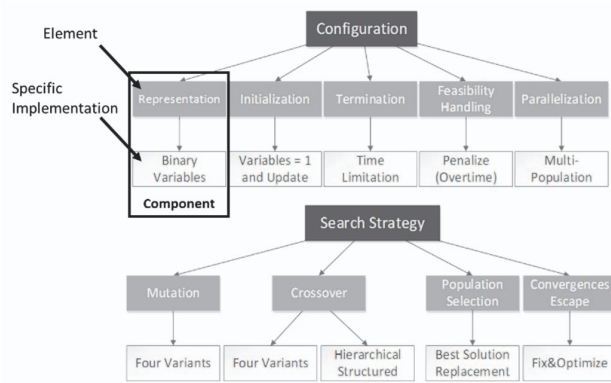 Configuration
Element
Specific
Implementation
Representation
Initialization
Termination
Feasibility
Handling
Parallelization
Binary
Variables
Variables = 1
and Update
Time
Limitation
Penalize
(Overtime)
Multi-
Population
Component
Search Strategy
Mutation
Crossover
Population
Selection
Convergences
Escape
Four Variants
Four Variants
Hierarchical
Structured
Best Solution
Replacement
Fix&Optimize